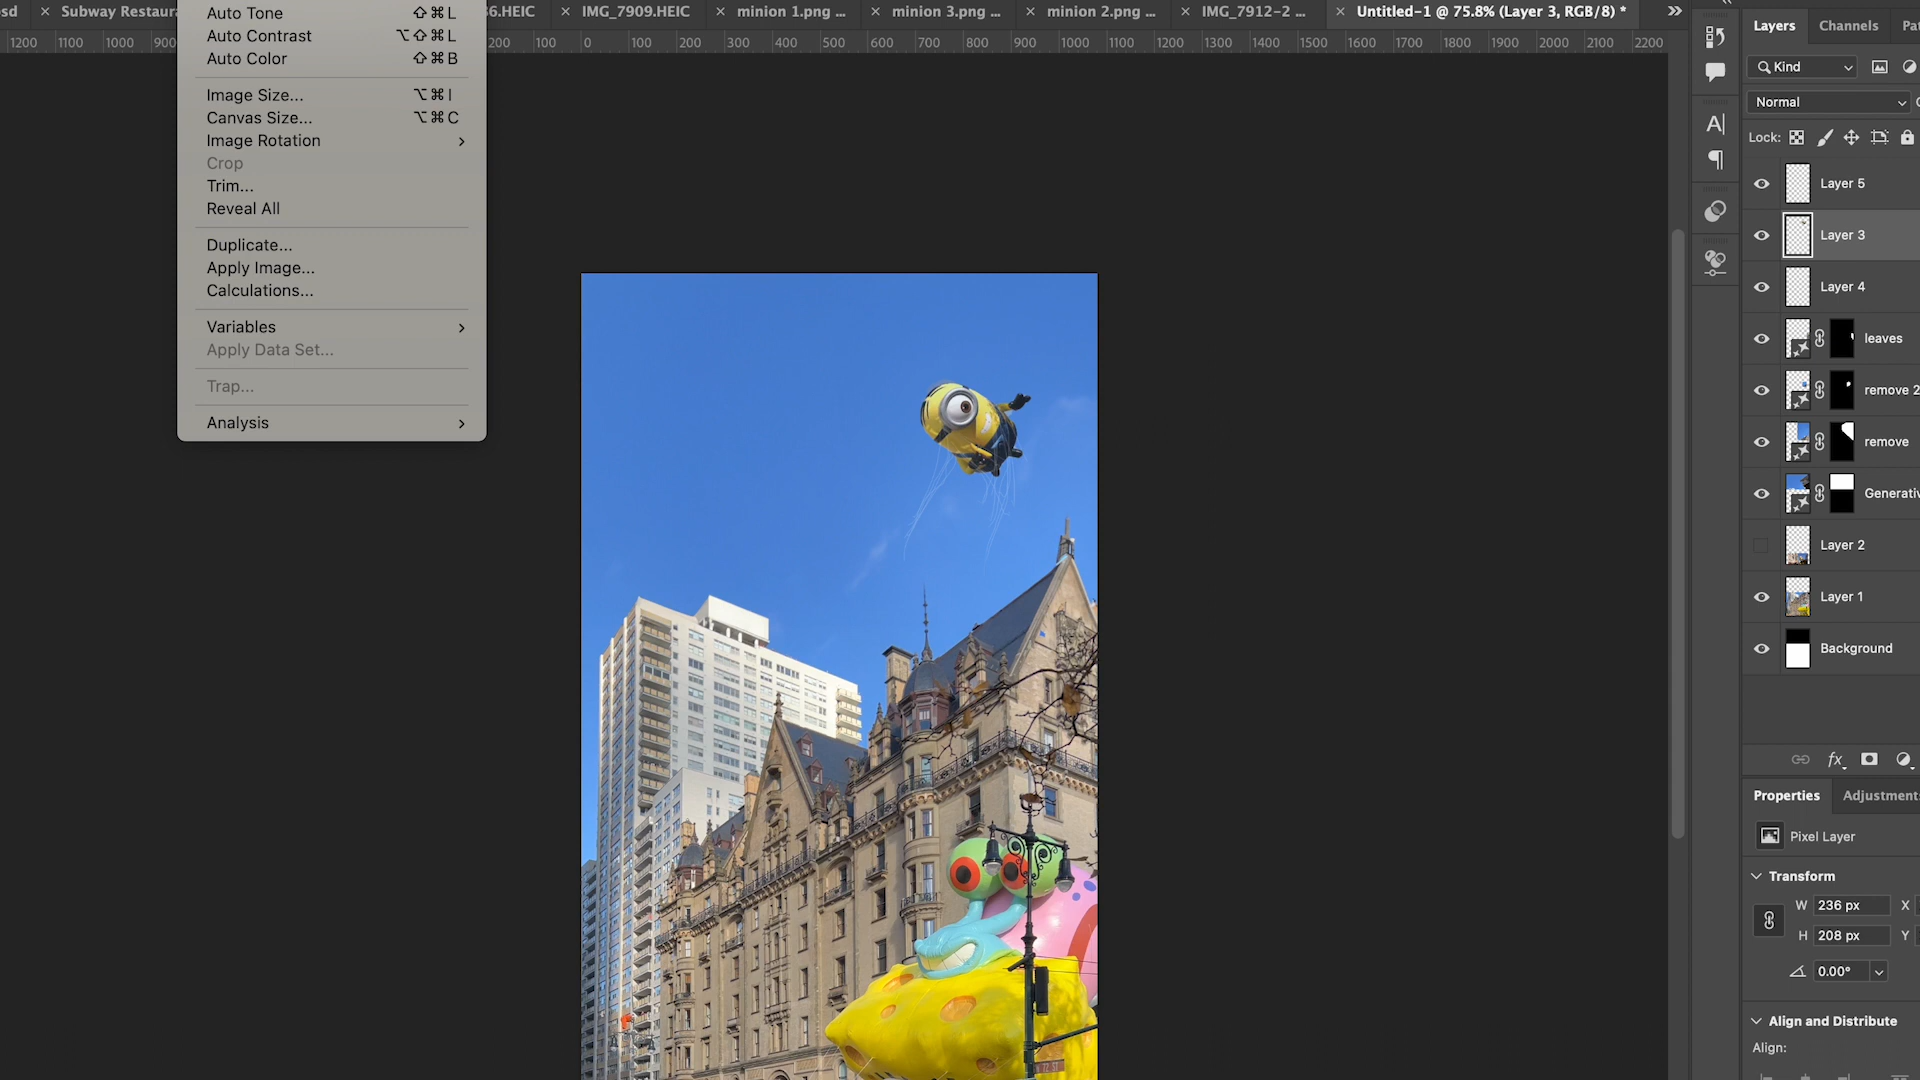 sd
× Subway Restaura
36.HEIC
× IMG_7909.HEIC
× minion 1.png ...
× minion 3.png ...
× minion 2.png ...
× IMG_7912-2 ...
× Untitled-1 @ 75.8% (Layer 3, RGB/8) *
1200 1100 1000 900 200 100 0 100 200 300 400 500 600 700 800 900 1000 1100 1200 1300 1400 1500 1600 1700 1800 1900 2000 2100 2200
Auto Tone ⇧⌘L
Auto Contrast ⌥⇧⌘L
Auto Color ⇧⌘B
Image Size... ⌥⌘I
Canvas Size... ⌥⌘C
Image Rotation
Crop
Trim...
Reveal All
Duplicate...
Apply Image...
Calculations...
Variables
Apply Data Set...
Trap...
Analysis
Layers Channels Pa
Kind
Normal
Lock:
Layer 5
Layer 3
Layer 4
leaves
remove 2
remove
Generativ
Layer 2
Layer 1
Background
fx
Properties Adjustment
Pixel Layer
Transform
W 236 px X
H 208 px Y
0.00°
Align and Distribute
Align: